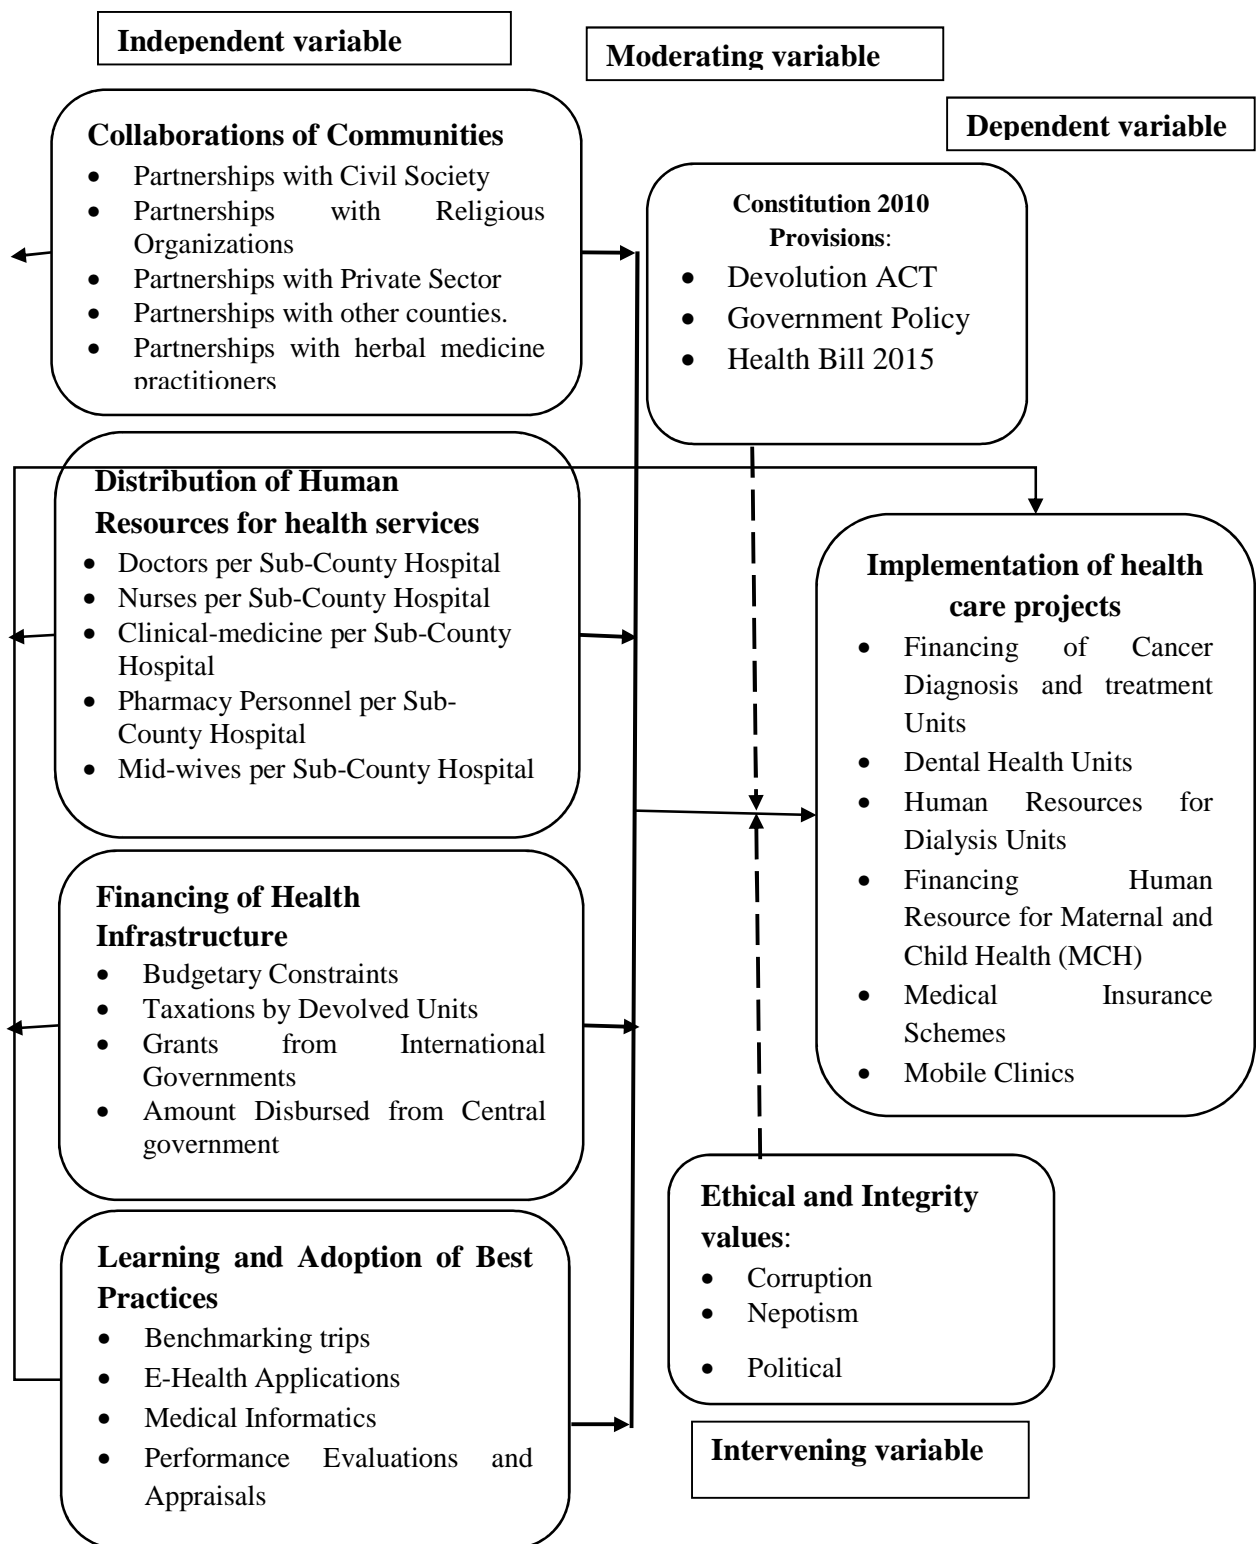 Independent variable
Moderating variable
Dependent variable
Collaborations of Communities
• Partnerships with Civil Society
• Partnerships with Religious
Organizations
• Partnerships with Private Sector
• Partnerships with other counties.
• Partnerships with herbal medicine
practitioners
Constitution 2010
Provisions:
• Devolution ACT
• Government Policy
• Health Bill 2015
Distribution of Human
Resources for health services
• Doctors per Sub-County Hospital
• Nurses per Sub-County Hospital
• Clinical-medicine per Sub-County
Hospital
• Pharmacy Personnel per Sub-
County Hospital
• Mid-wives per Sub-County Hospital
Implementation of health
care projects
• Financing of Cancer
Diagnosis and treatment
Units
• Dental Health Units
• Human Resources for
Dialysis Units
• Financing Human
Resource for Maternal and
Child Health (MCH)
• Medical Insurance
Schemes
• Mobile Clinics
Financing of Health
Infrastructure
• Budgetary Constraints
• Taxations by Devolved Units
• Grants from International
Governments
• Amount Disbursed from Central
government
Ethical and Integrity
values:
• Corruption
• Nepotism
• Political
Learning and Adoption of Best
Practices
• Benchmarking trips
• E-Health Applications
• Medical Informatics
• Performance Evaluations and
Appraisals
Intervening variable